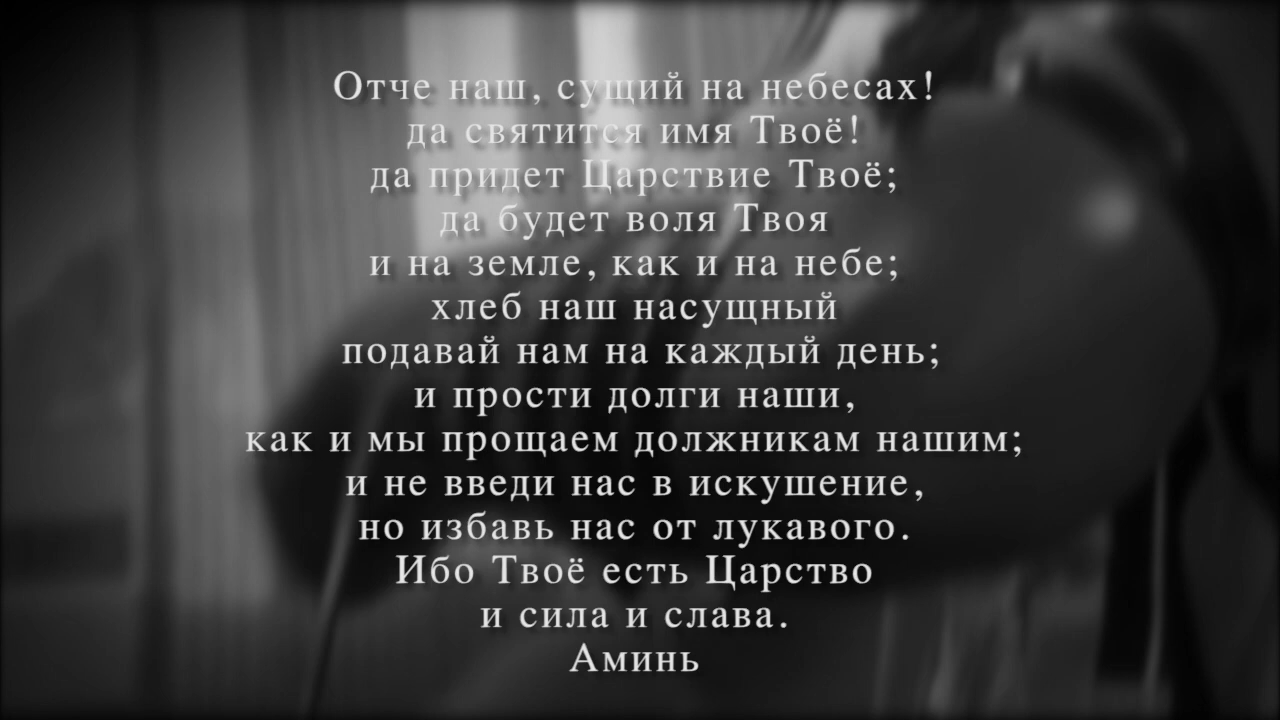 Отче наш, сущий на небесах!
да святится имя Твоё!
да придет Царствие Твоё;
да будет воля Твоя
и на земле, как и на небе;
хлеб наш насущный
подавай нам на каждый день;
и прости долги наши,
как и мы прощаем должникам нашим;
и не введи нас в искушение,
но избавь нас от лукавого.
Ибо Твоё есть Царство
и сила и слава.
Аминь